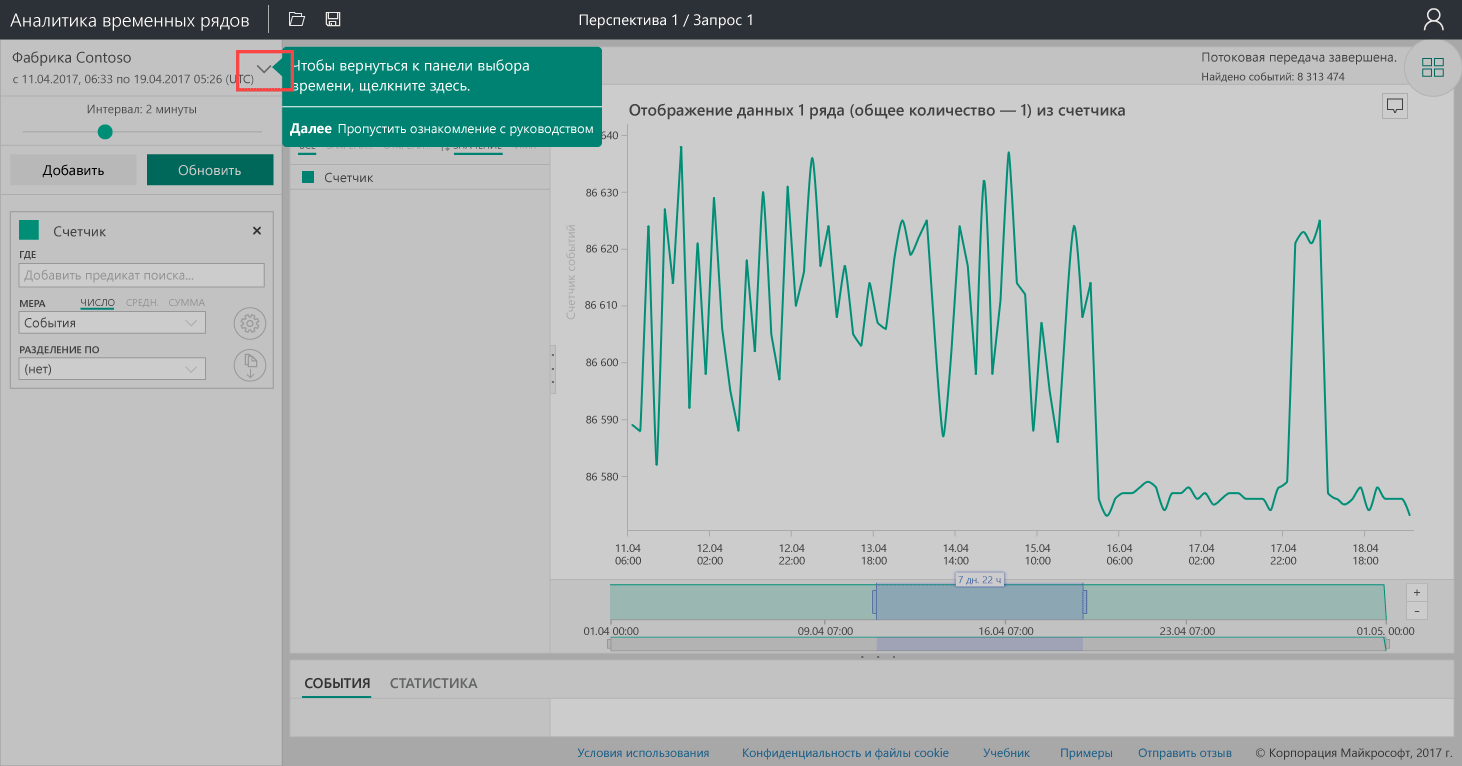 Аналитика временных рядов
Перспектива 1 / Запрос 1
Фабрика Contoso
с 11.04.2017, 06:33 по 19.04.2017 05:26 (UTC)
Интервал: 2 минуты
Добавить
Обновить
Счетчик
ГДЕ
Добавить предикат поиска...
МЕРА ЧИСЛО СРЕДН. СУММА
События
РАЗДЕЛЕНИЕ ПО
(нет)
Чтобы вернуться к панели выбора
времени, щелкните здесь.
Далее Пропустить ознакомление с руководством
Счетчик
Потоковая передача завершена.
Найдено событий: 8 313 474
Отображение данных 1 ряда (общее количество — 1) из счетчика
Счетчик событий
640
86 630
86 620
86 610
86 600
86 590
86 580
11.04 12.04 12.04 13.04 14.04 15.04 16.04 17.04 17.04 18.04
06:00 02:00 22:00 18:00 14:00 10:00 06:00 02:00 22:00 18:00
7 дн. 22 ч
+
-
01.04 00:00 09.04 07:00 16.04 07:00 23.04 07:00 01.05. 00:00
СОБЫТИЯ СТАТИСТИКА
Условия использования Конфиденциальность и файлы cookie Учебник Примеры Отправить отзыв © Корпорация Майкрософт, 2017 г.